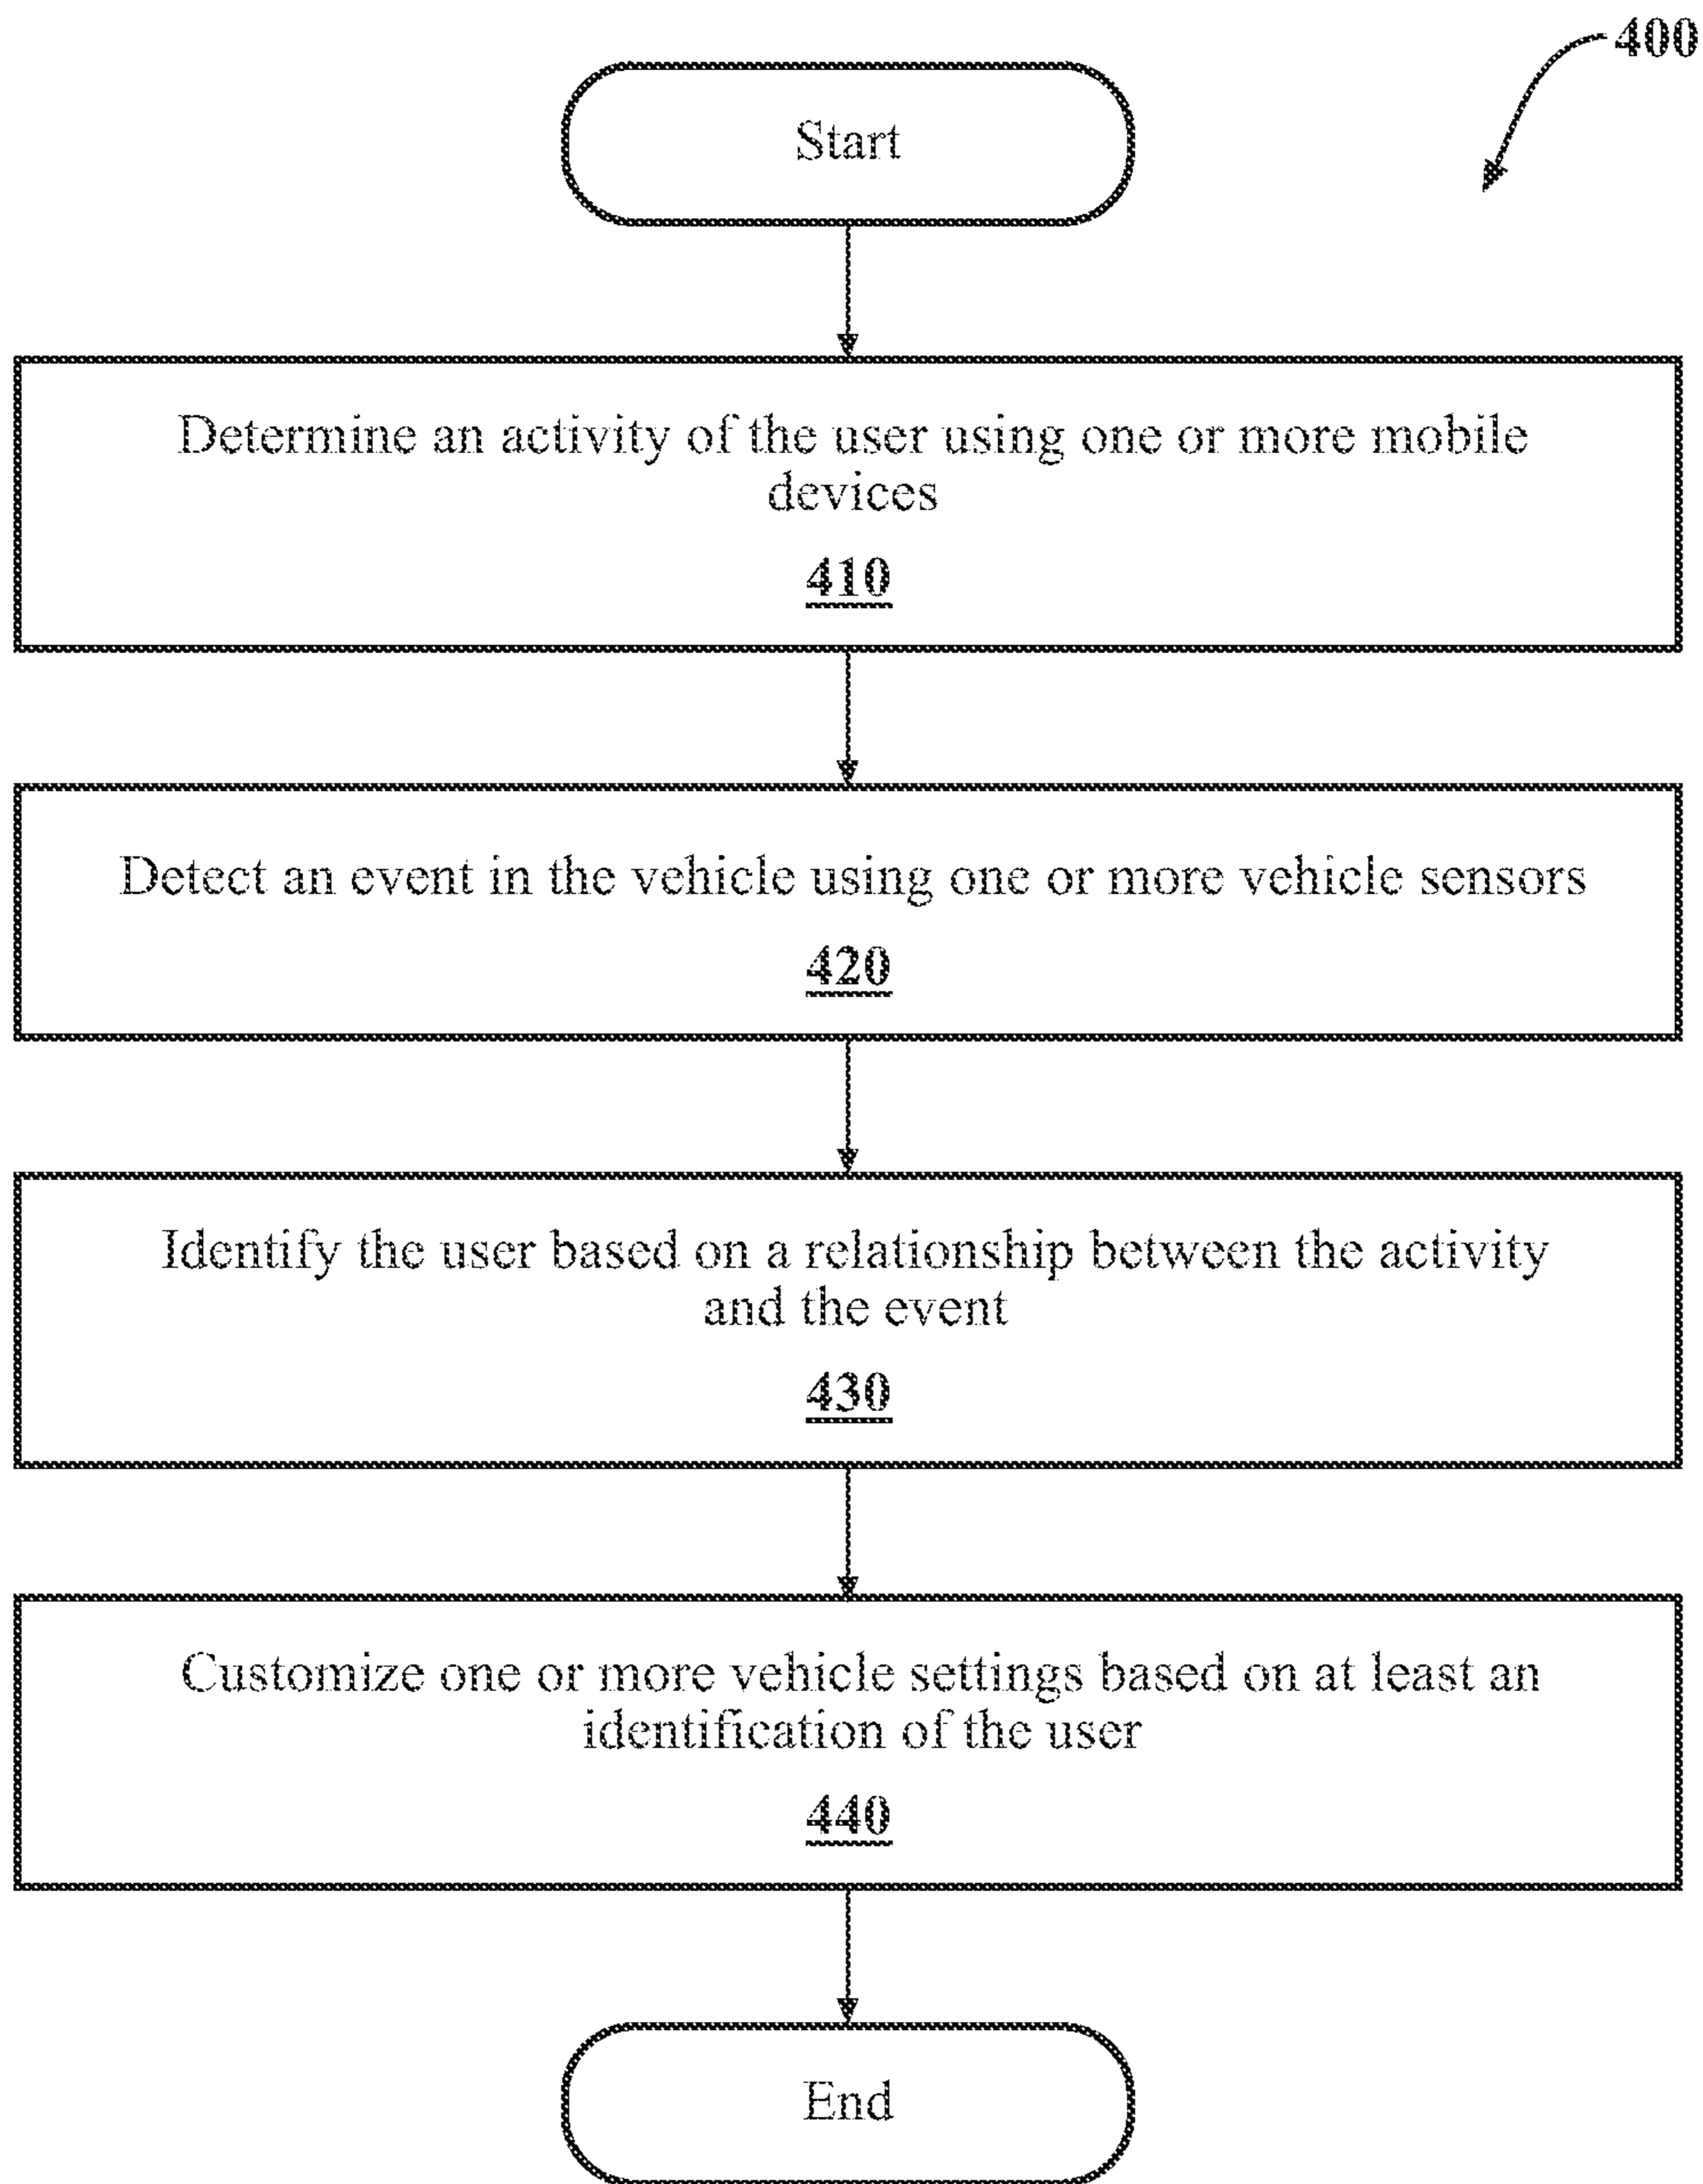 400
Start
Determine an activity of the user using one or more mobile
devices
410
Detect an event in the vehicle using one or more vehicle sensors
420
Identify the user based on a relationship between the activity
and the event
430
Customize one or more vehicle settings based on at least an
identification of the user
440
End